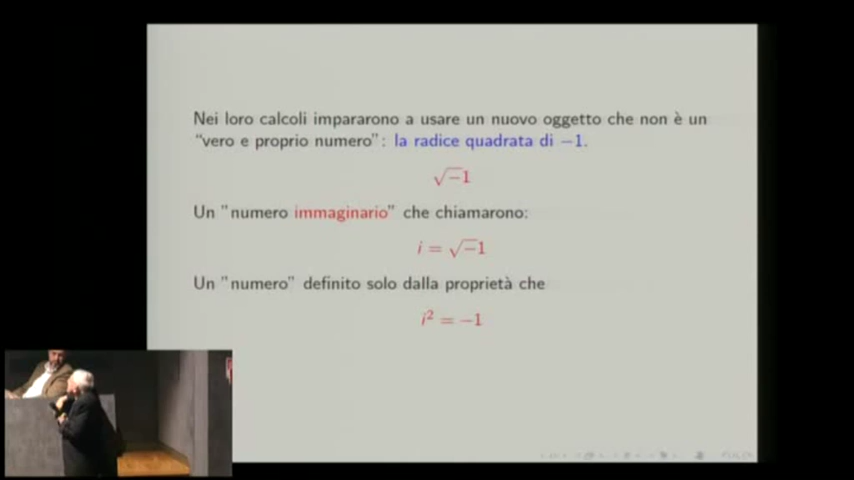 Nei loro calcoli impararono a usare un nuovo oggetto che non è un
“vero e proprio numero”: la radice quadrata di −1.
√−1
Un ”numero immaginario” che chiamarono:
i = √−1
Un ”numero” definito solo dalla proprietà che
i² = −1